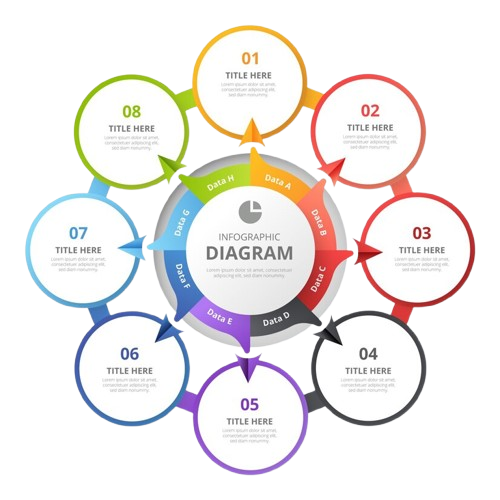 01
TITLE HERE
Lorem ipsum dolor sit amet,
consectetuer adipiscing elit,
sed diam nonummy
02
TITLE HERE
Lorem ipsum dolor sit amet,
consectetuer adipiscing elit,
sed diam nonummy
03
TITLE HERE
Lorem ipsum dolor sit amet,
consectetuer adipiscing elit,
sed diam nonummy
04
TITLE HERE
Lorem ipsum dolor sit amet,
consectetuer adipiscing elit,
sed diam nonummy
05
TITLE HERE
Lorem ipsum dolor sit amet,
consectetuer adipiscing elit,
sed diam nonummy
06
TITLE HERE
Lorem ipsum dolor sit amet,
consectetuer adipiscing elit,
sed diam nonummy
07
TITLE HERE
Lorem ipsum dolor sit amet,
consectetuer adipiscing elit,
sed diam nonummy
08
TITLE HERE
Lorem ipsum dolor sit amet,
consectetuer adipiscing elit,
sed diam nonummy
Data A
Data B
Data C
Data D
Data E
Data F
Data G
Data H
INFOGRAPHIC
DIAGRAM
Lorem ipsum dolor sit amet, consectetuer